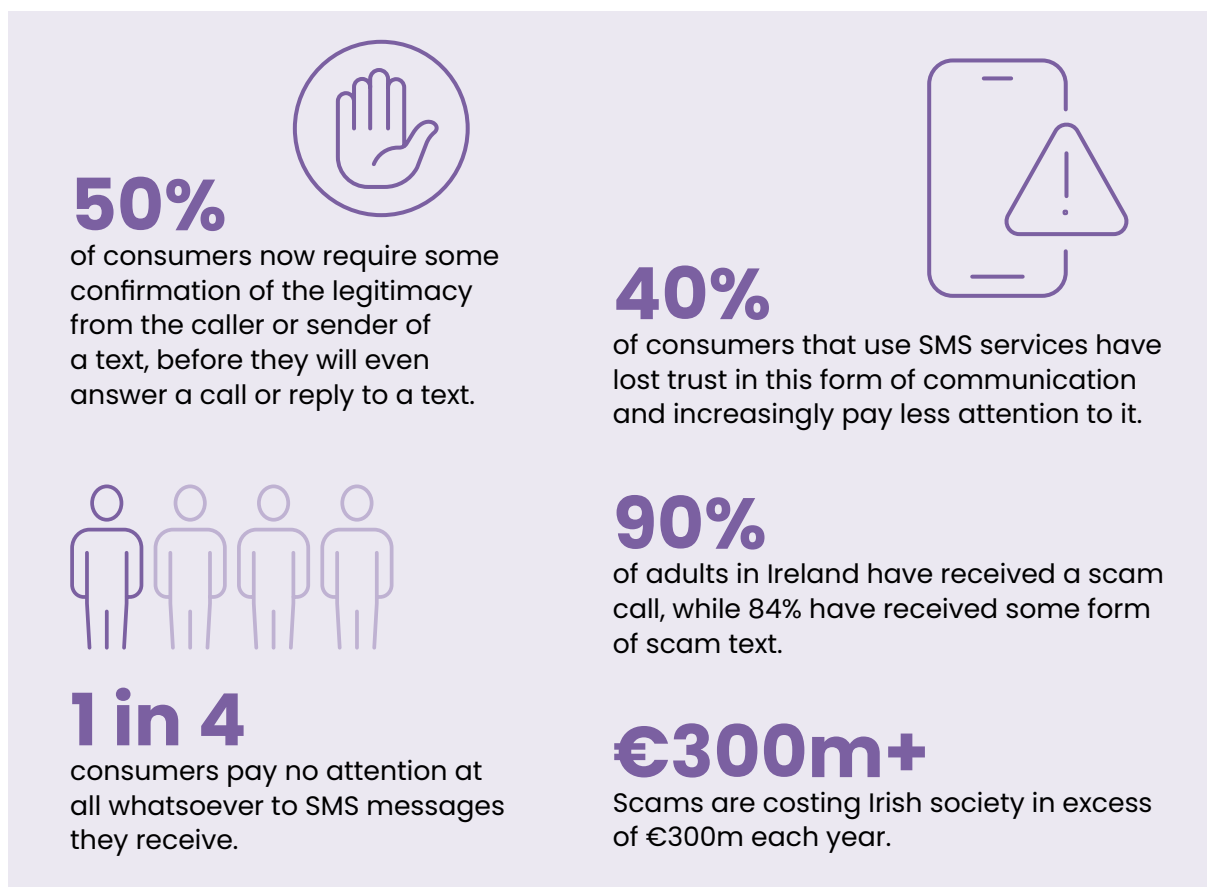 50%
of consumers now require some
confirmation of the legitimacy
from the caller or sender of
a text, before they will even
answer a call or reply to a text.
1 in 4
consumers pay no attention at
all whatsoever to SMS messages
they receive.
40%
of consumers that use SMS services have
lost trust in this form of communication
and increasingly pay less attention to it.
90%
of adults in Ireland have received a scam
call, while 84% have received some form
of scam text.
€300m+
Scams are costing Irish society in excess
of €300m each year.